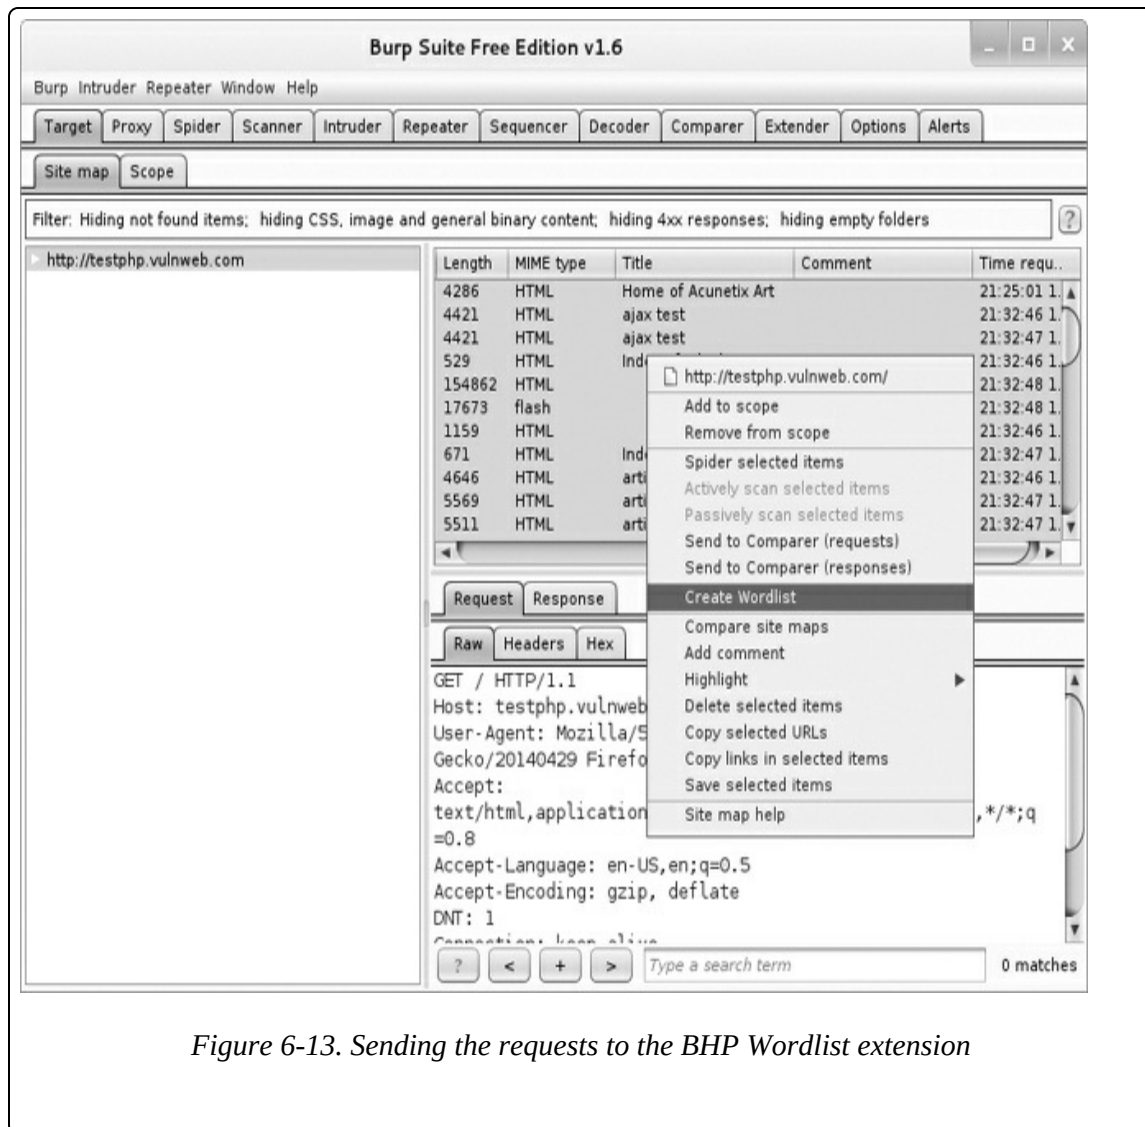 Burp Suite Free Edition v1.6
Burp Intruder Repeater Window Help
Target Proxy Spider Scanner Intruder Repeater Sequencer Decoder Comparer Extender Options Alerts
Site map Scope
Filter: Hiding not found items; hiding CSS, image and general binary content; hiding 4xx responses; hiding empty folders ?
http://testphp.vulnweb.com
Length MIME type Title Comment Time requ..
4286 HTML Home of Acunetix Art 21:25:01 1.
4421 HTML ajax test 21:32:46 1.
4421 HTML ajax test 21:32:47 1.
529 HTML 21:32:46 1.
154862 HTML 21:32:48 1.
17673 flash 21:32:48 1.
1159 HTML 21:32:46 1.
671 HTML Ind 21:32:47 1.
4646 HTML arti 21:32:46 1.
5569 HTML arti 21:32:47 1.
5511 HTML arti 21:32:47 1.
http://testphp.vulnweb.com/
Add to scope
Remove from scope
Spider selected items
Actively scan selected items
Passively scan selected items
Send to Comparer (requests)
Send to Comparer (responses)
Create Wordlist
Compare site maps
Add comment
Highlight
Delete selected items
Copy selected URLs
Copy links in selected items
Save selected items
Site map help
Request Response
Raw Headers Hex
GET / HTTP/1.1
Host: testphp.vulnweb
User-Agent: Mozilla/5
Gecko/20140429 Firefo
Accept:
text/html,application ,*/*;q
=0.8
Accept-Language: en-US,en;q=0.5
Accept-Encoding: gzip, deflate
DNT: 1
Connection: keep-alive
? < + > Type a search term 0 matches
Figure 6-13. Sending the requests to the BHP Wordlist extension